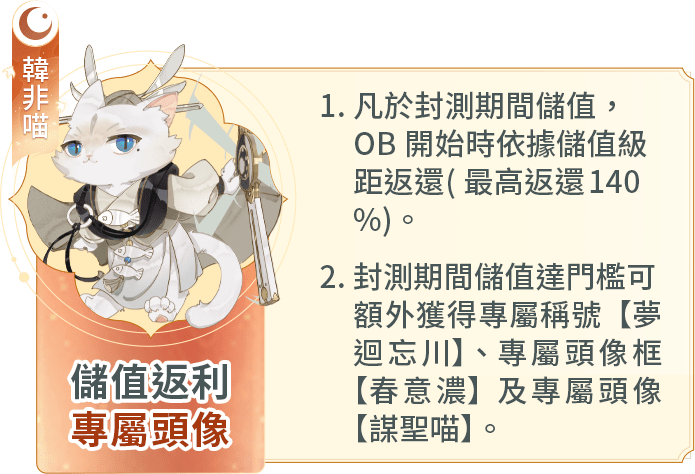 韓非喵
儲值返利
專屬頭像
1. 凡於封測期間儲值，
OB 開始時依據儲值級
距返還( 最高返還140
%)。
2. 封測期間儲值達門檻可
額外獲得專屬稱號【夢
迴忘川】、專屬頭像框
【春意濃】及專屬頭像
【謀聖喵】。